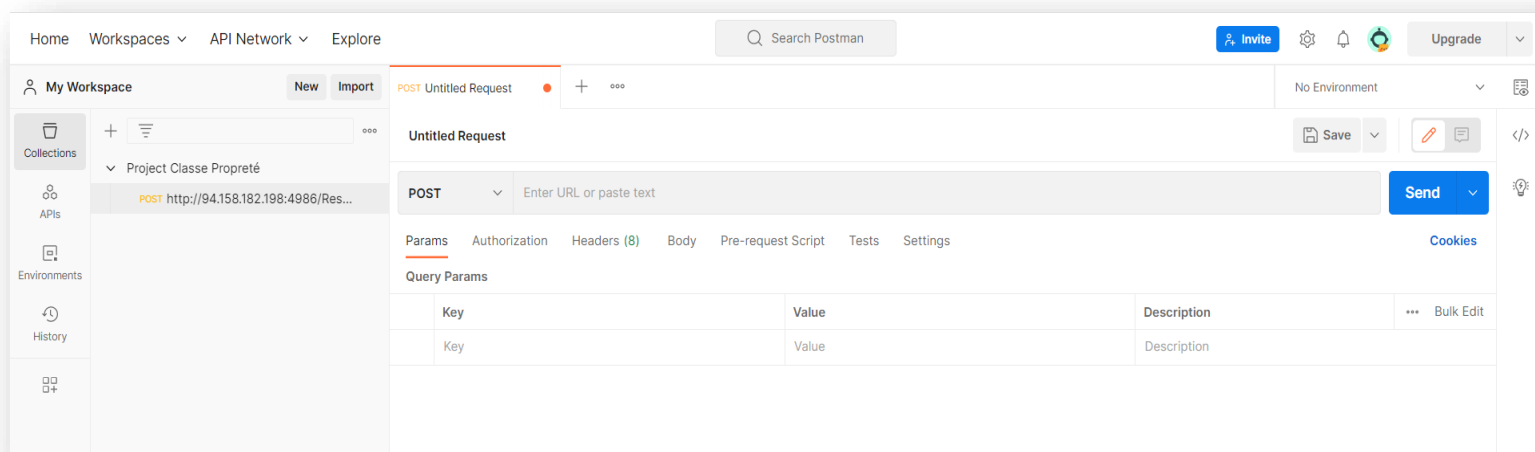 Home Workspaces API Network Explore Search Postman Invite Upgrade
My Workspace New Import POST Untitled Request No Environment
Collections
APIs
Environments
History
Project Classe Propreté
POST http://94.158.182.198:4986/Res...
Untitled Request Save
POST Enter URL or paste text Send
Params Authorization Headers (8) Body Pre-request Script Tests Settings Cookies
Query Params
Key Value Description Bulk Edit
Key Value Description